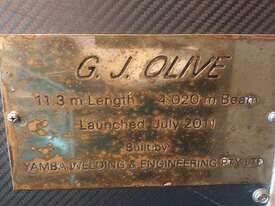 G. J. OLIVE
11.3 m Length 4.020 m Beam
Launched July 2011
Built by
YAMBA WELDING & ENGINEERING PTY LTD